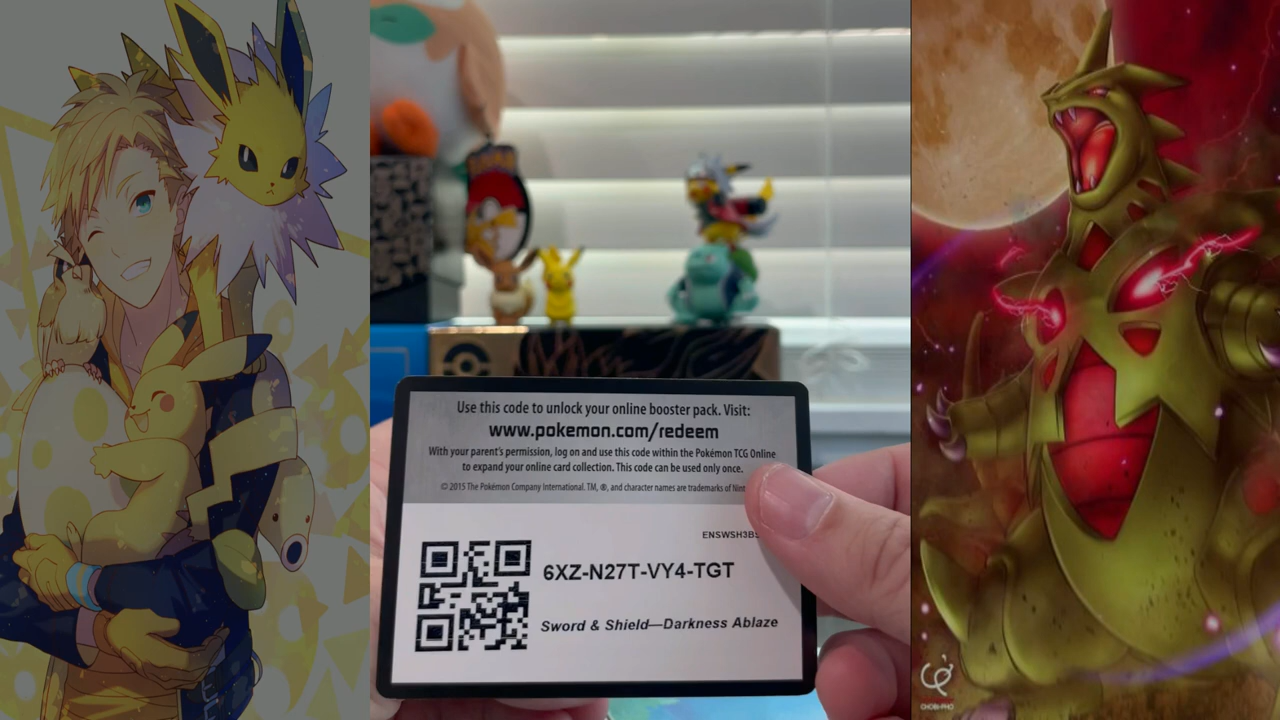 Use this code to unlock your online booster pack. Visit:
www.pokemon.com/redeem
With your parent's permission, log on and use this code within the Pokémon TCG Online
to expand your online card collection. This code can be used only once.
© 2015 The Pokémon Company International. TM, ®, and character names are trademarks of
6XZ-N27T-VY4-TGT
Sword & Shield—Darkness Ablaze
CHOBI-PHO